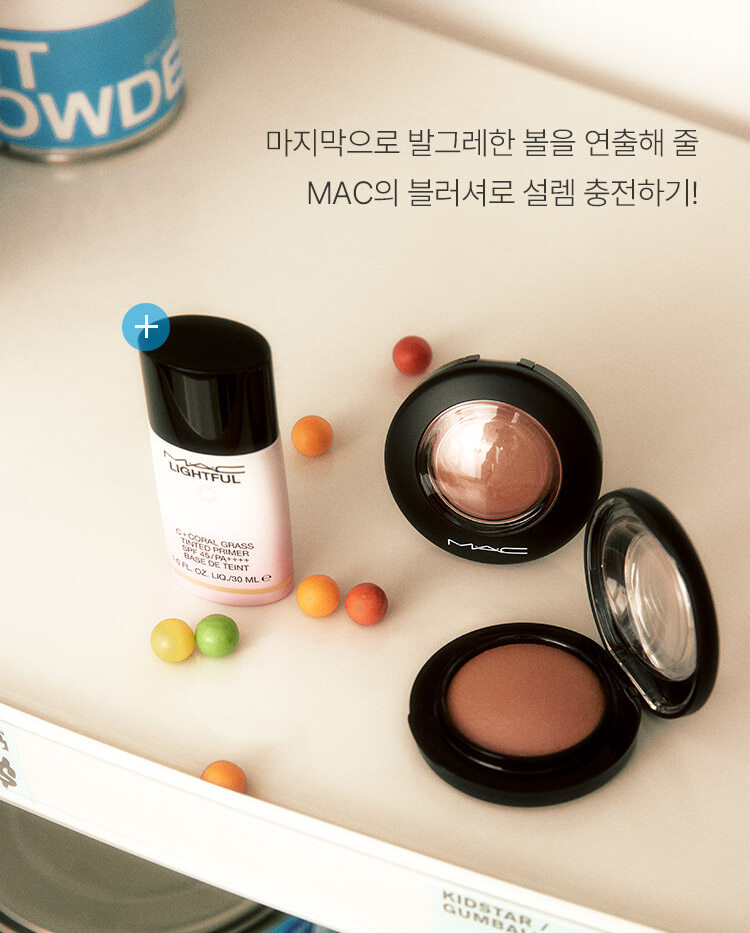 마지막으로 발그레한 볼을 연출해 줄
MAC의 블러셔로 설렘 충전하기!
MAC
LIGHTFUL
C
C+ CORAL GRASS
TINTED PRIMER
SPF 45/PA++++
BASE DE TEINT
1.0 FL. OZ. LIQ./30 ML e
MAC
KIDSTAR /